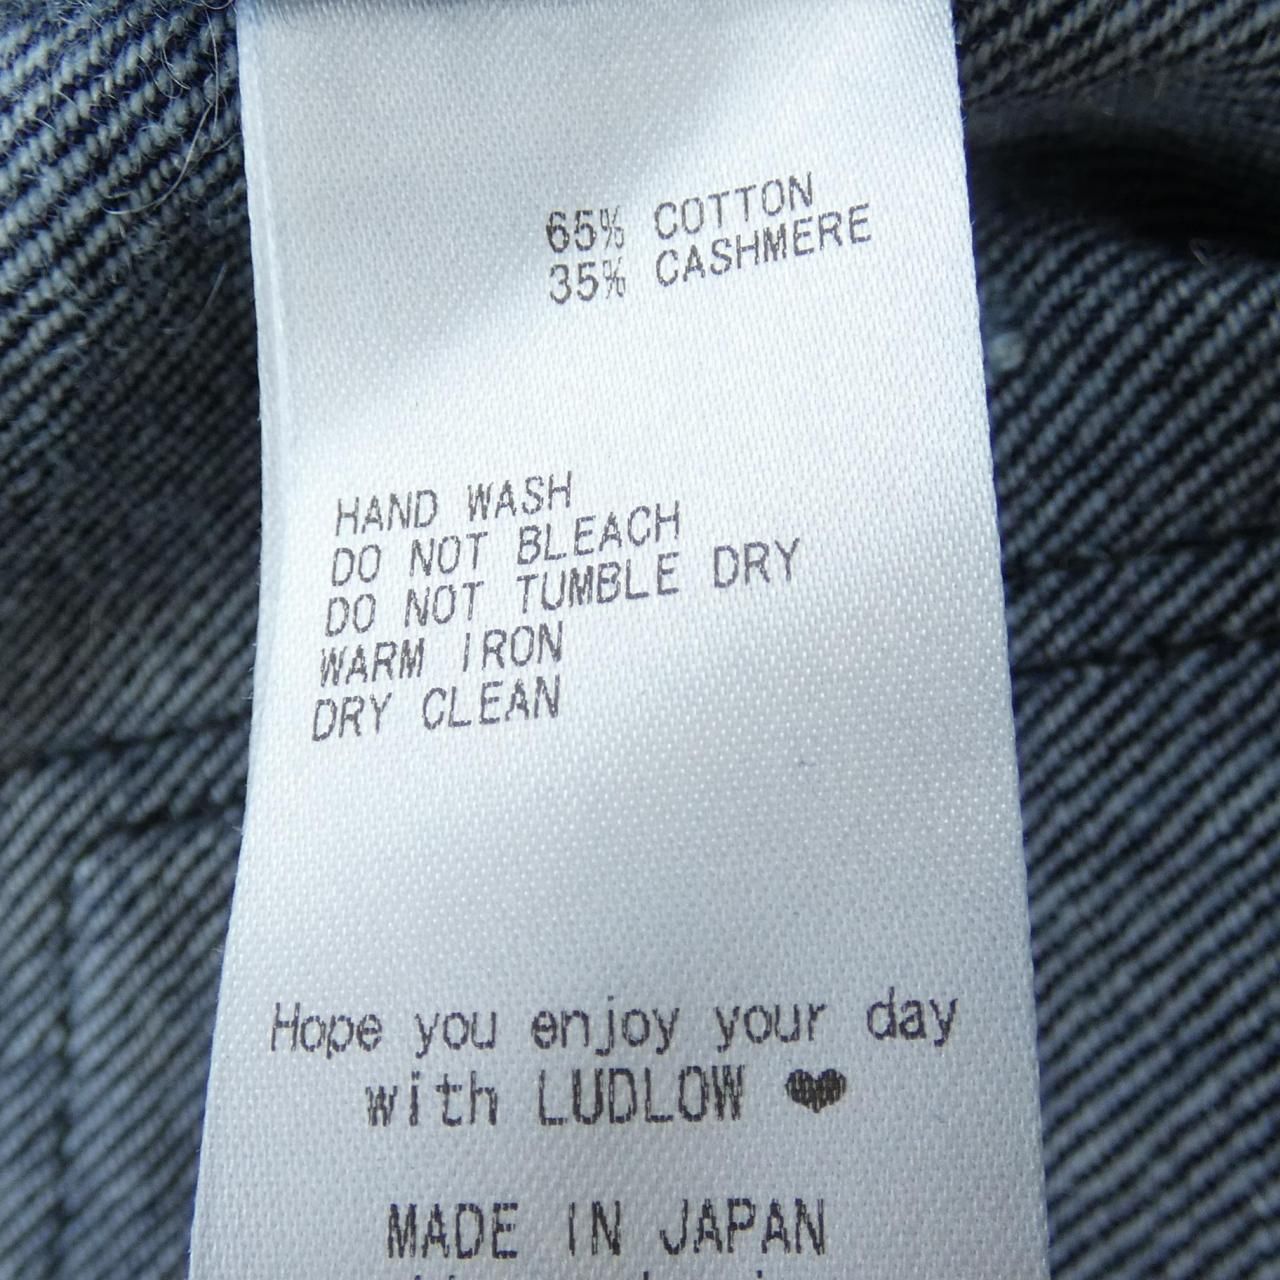 65% COTTON
35% CASHMERE
HAND WASH
DO NOT BLEACH
DO NOT TUMBLE DRY
WARM IRON
DRY CLEAN
Hope you enjoy your day
with LUDLOW ♥
MADE IN JAPAN